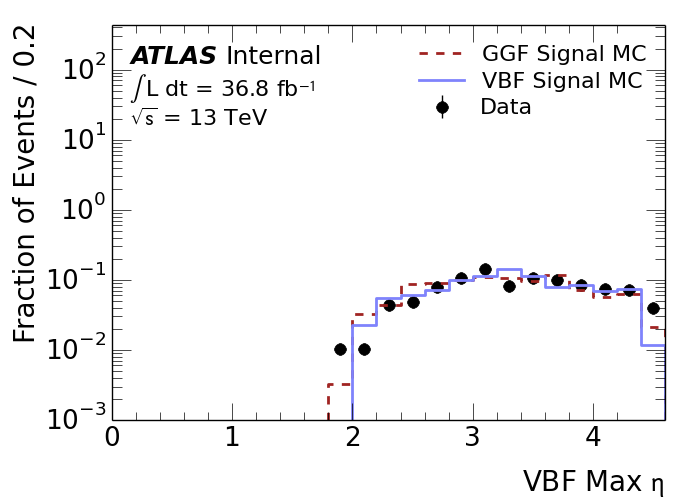 ATLAS Internal
∫L dt = 36.8 fb⁻¹
√s = 13 TeV
GGF Signal MC
VBF Signal MC
Data
Fraction of Events / 0.2
10²
10¹
10⁰
10⁻¹
10⁻²
10⁻³
0 1 2 3 4
VBF Max η